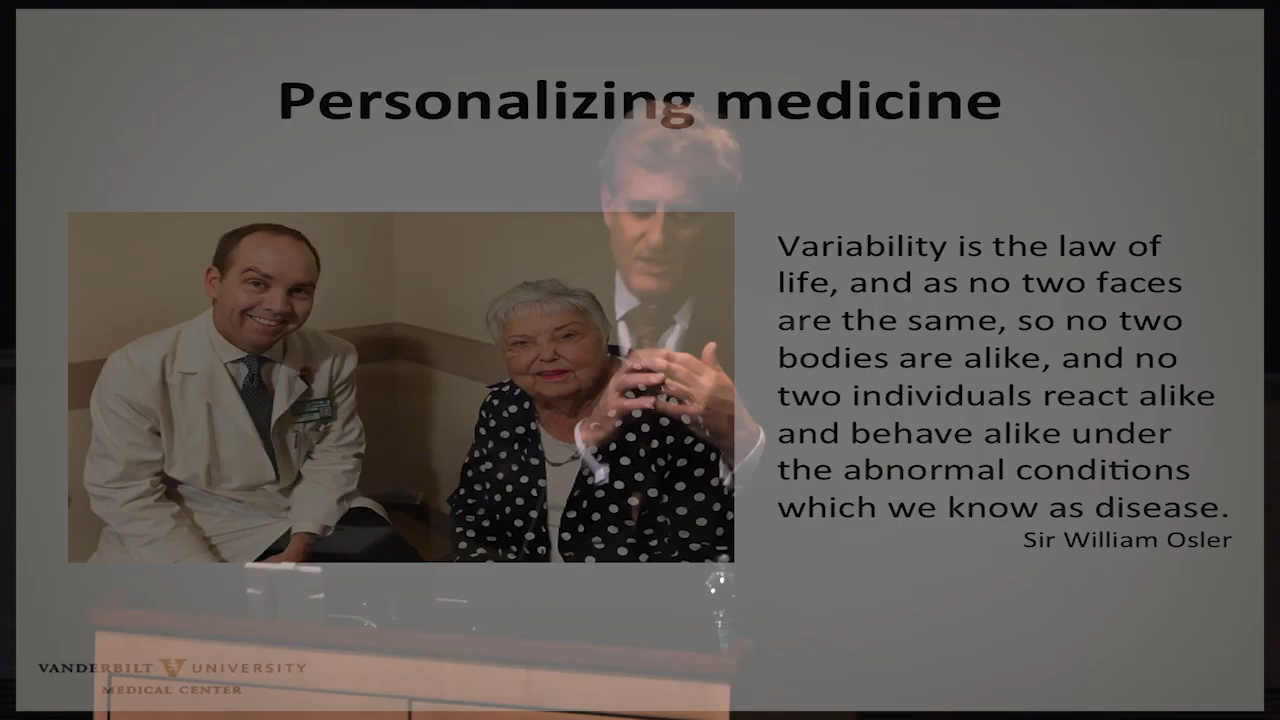 Personalizing medicine
Variability is the law of
life, and as no two faces
are the same, so no two
bodies are alike, and no
two individuals react alike
and behave alike under
the abnormal conditions
which we know as disease.
Sir William Osler
VANDERBILT UNIVERSITY
MEDICAL CENTER